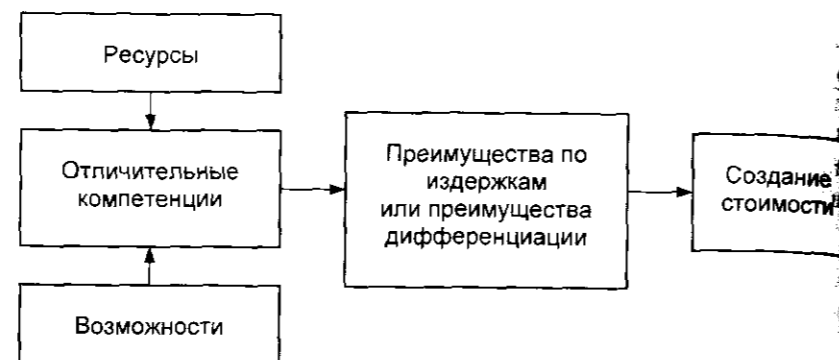 Ресурсы
Отличительные
компетенции
Возможности
Преимущества по
издержкам
или преимущества
дифференциации
Создание
стоимости